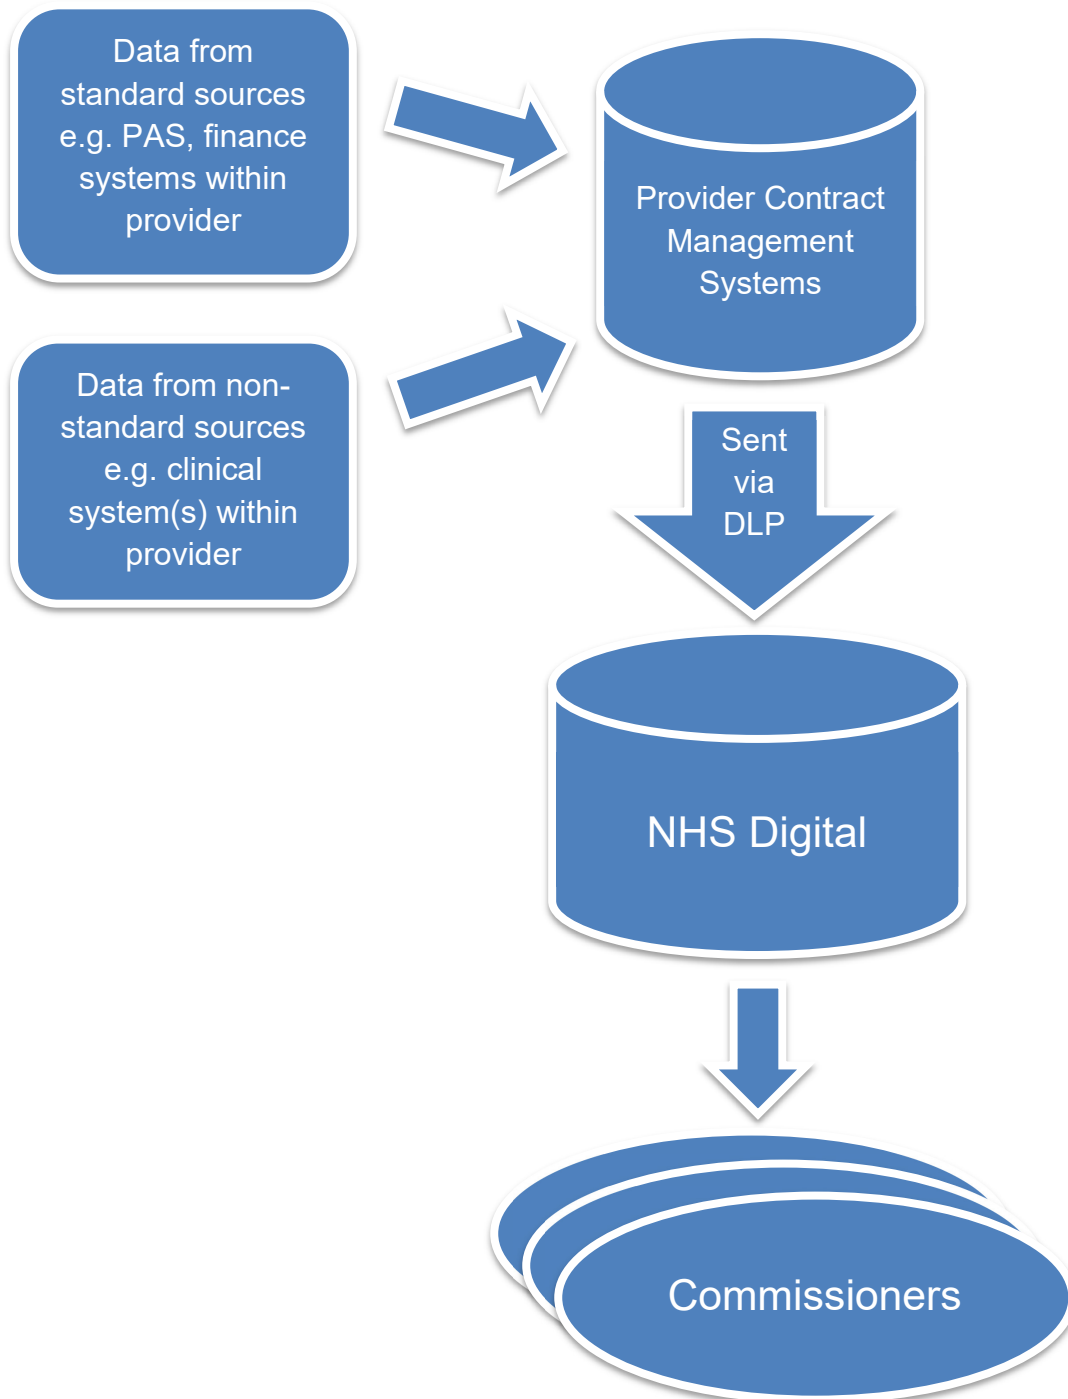 Data from
standard sources
e.g. PAS, finance
systems within
provider
Provider Contract
Management
Systems
Data from non-
standard sources
e.g. clinical
system(s) within
provider
Sent
via
DLP
NHS Digital
Commissioners